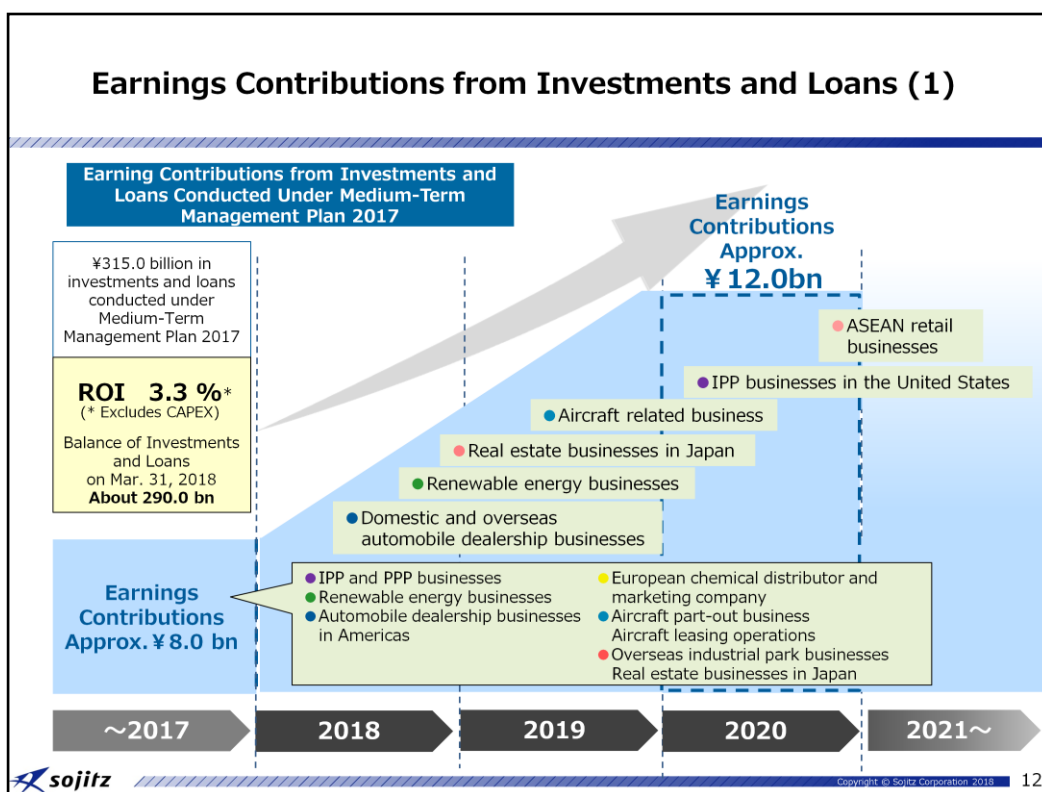 Earnings Contributions from Investments and Loans (1)
Earning Contributions from Investments and
Loans Conducted Under Medium-Term
Management Plan 2017
¥315.0 billion in
investments and loans
conducted under
Medium-Term
Management Plan 2017
ROI 3.3 %*
(* Excludes CAPEX)
Balance of Investments
and Loans
on Mar. 31, 2018
About 290.0 bn
Earnings
Contributions
Approx.
¥ 12.0bn
● ASEAN retail
businesses
● IPP businesses in the United States
● Aircraft related business
● Real estate businesses in Japan
● Renewable energy businesses
● Domestic and overseas
automobile dealership businesses
Earnings
Contributions
Approx. ¥ 8.0 bn
● IPP and PPP businesses
● Renewable energy businesses
● Automobile dealership businesses
in Americas
● European chemical distributor and
marketing company
● Aircraft part-out business
Aircraft leasing operations
● Overseas industrial park businesses
Real estate businesses in Japan
～2017
2018
2019
2020
2021～
sojitz
Copyright © Sojitz Corporation 2018
12